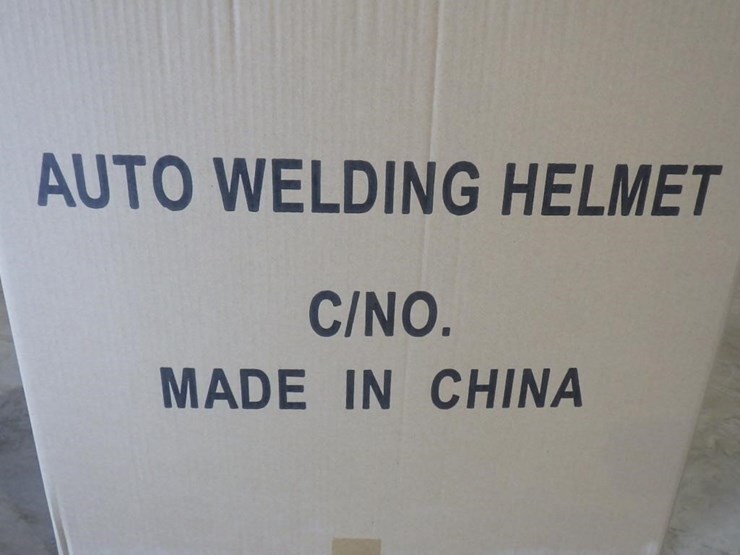 AUTO WELDING HELMET
C/NO.
MADE IN CHINA